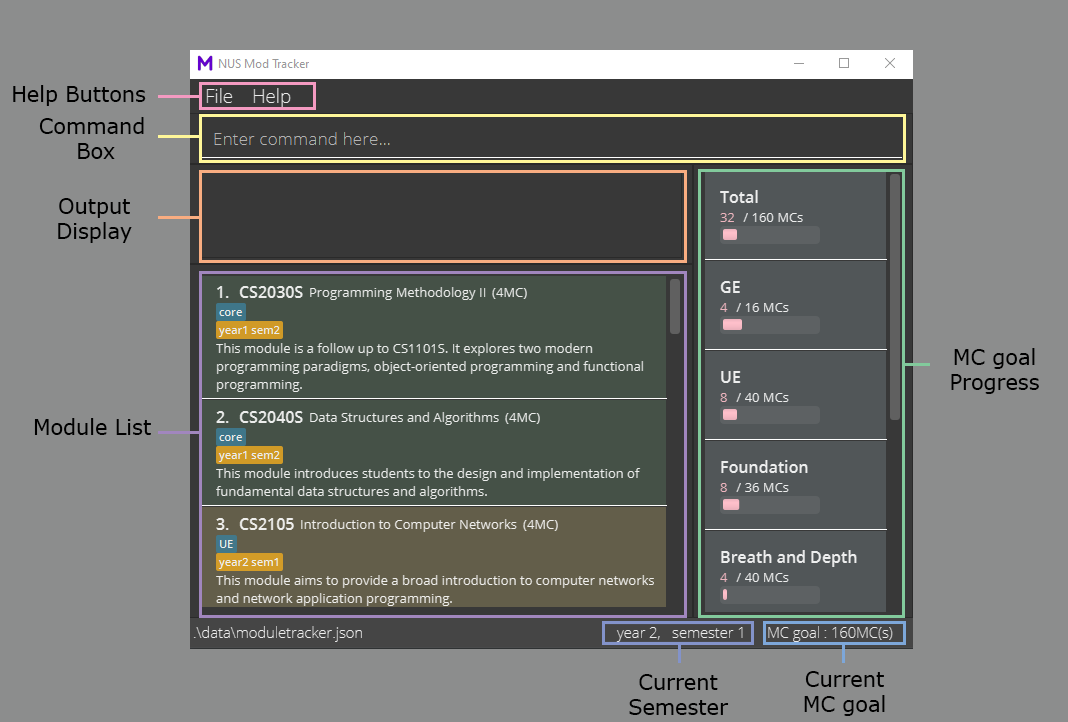 NUS Mod Tracker
Help Buttons
File Help
Command
Box
Enter command here...
Output
Display
Total
32 / 160 MCs
GE
4 / 16 MCs
UE
8 / 40 MCs
Foundation
8 / 36 MCs
Breath and Depth
4 / 40 MCs
MC goal
Progress
Module List
1. CS2030S Programming Methodology II (4MC)
core
year1 sem2
This module is a follow up to CS1101S. It explores two modern
programming paradigms, object-oriented programming and functional
programming.
2. CS2040S Data Structures and Algorithms (4MC)
core
year1 sem2
This module introduces students to the design and implementation of
fundamental data structures and algorithms.
3. CS2105 Introduction to Computer Networks (4MC)
UE
year2 sem1
This module aims to provide a broad introduction to computer networks
and network application programming.
.\data\moduletracker.json
year 2, semester 1
MC goal : 160MC(s)
Current
Semester
Current
MC goal